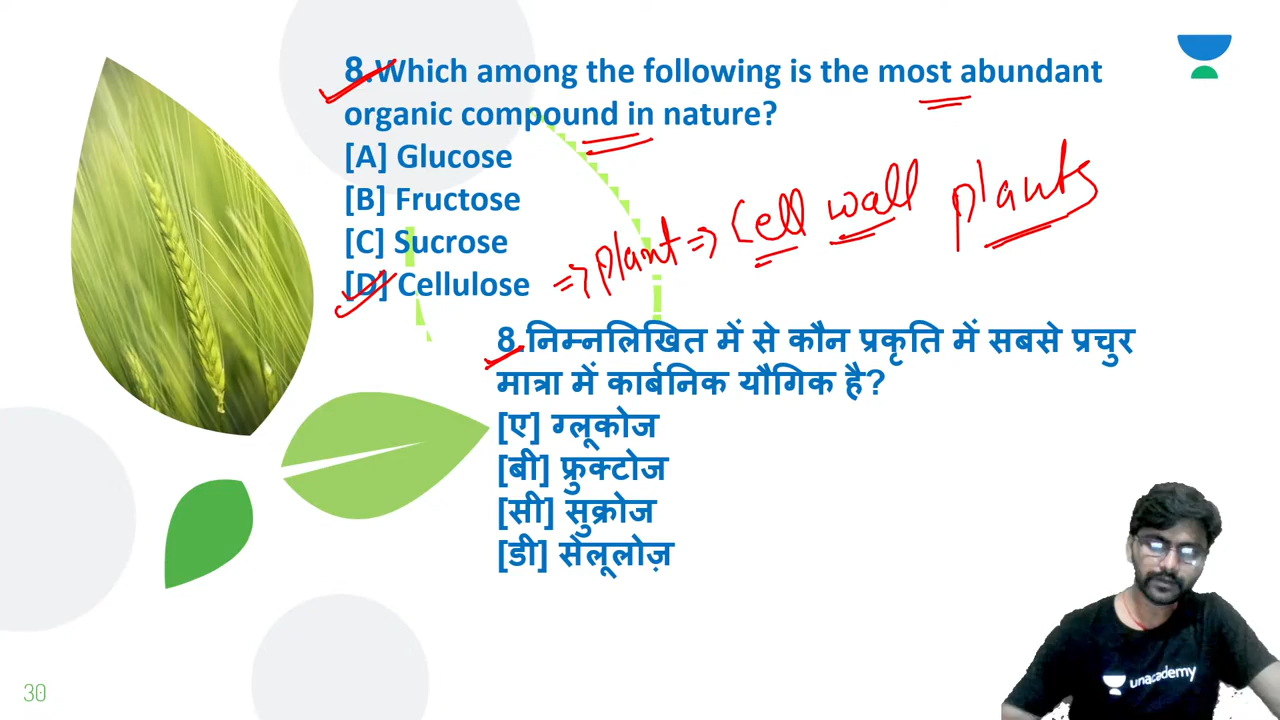 8.Which among the following is the most abundant
organic compound in nature?
[A] Glucose
[B] Fructose
[C] Sucrose
[D] Cellulose
⇒ plant ⇒ Cell wall plants
8.निम्नलिखित में से कौन प्रकृति में सबसे प्रचुर
मात्रा में कार्बनिक यौगिक है?
[ए] ग्लूकोज
[बी] फ्रुक्टोज
[सी] सुक्रोज
[डी] सेलूलोज़
unacademy
30